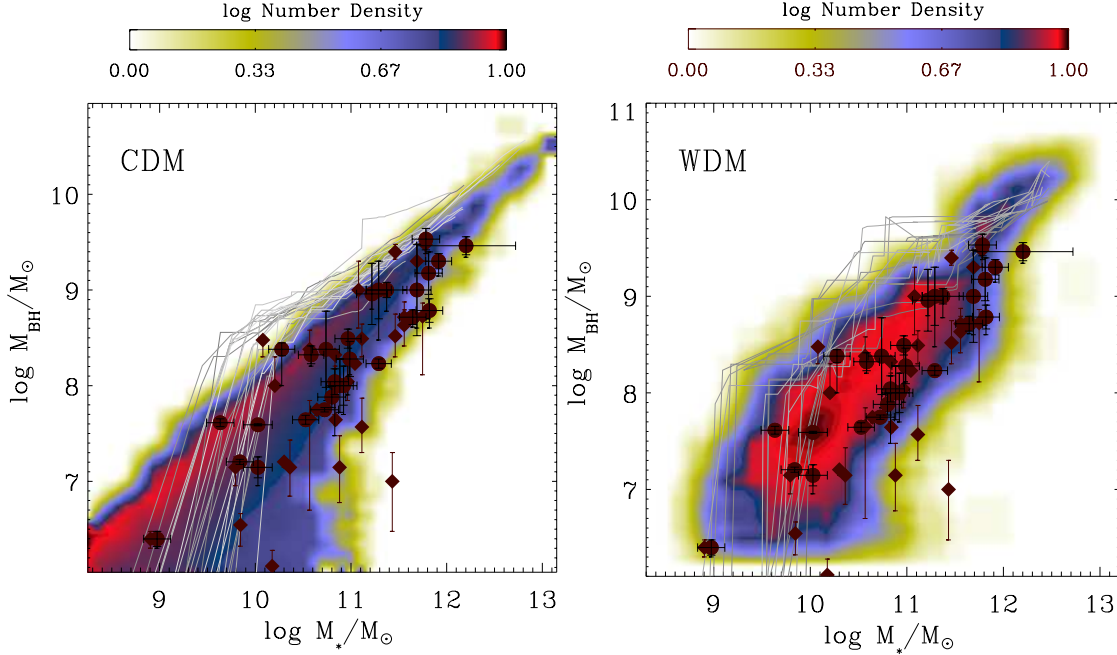 log Number Density
0.00 0.33 0.67 1.00
CDM
log M_BH/M_⊙
10
9
8
7
9 10 11 12 13
log M_*/M_⊙
log Number Density
0.00 0.33 0.67 1.00
WDM
log M_BH/M_⊙
11
10
9
8
7
9 10 11 12 13
log M_*/M_⊙